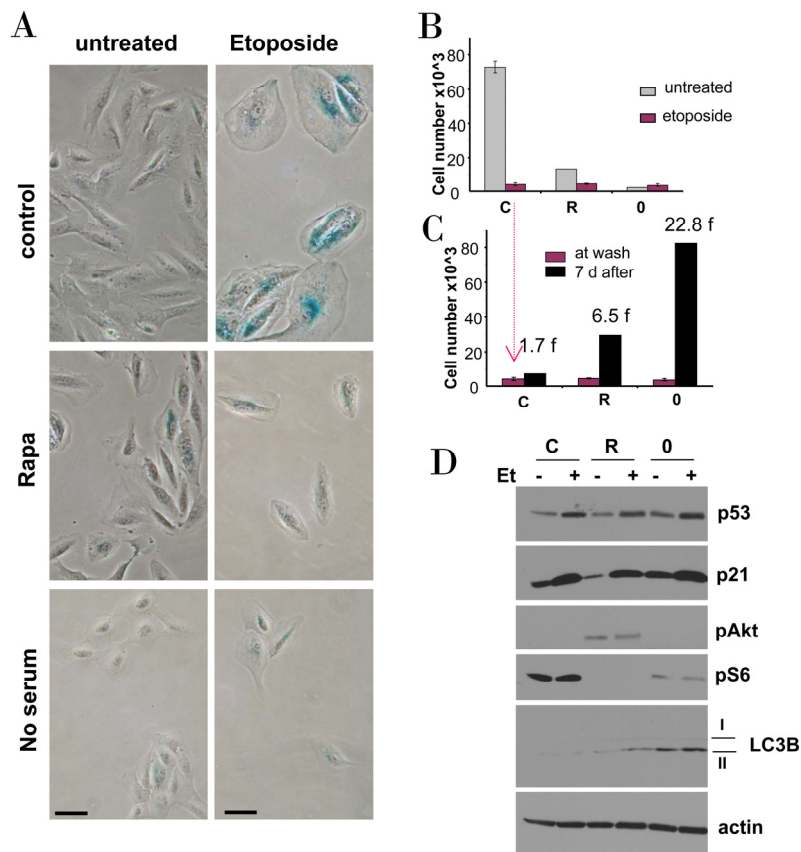 A
untreated Etoposide
control
Rapa
No serum
B
Cell number x10^3
80
60
40
20
0
untreated
etoposide
C R 0
C
Cell number x10^3
80
60
40
20
0
at wash
7 d after
1.7 f
6.5 f
22.8 f
C R 0
D
C R 0
Et - + - + - +
p53
p21
pAkt
pS6
I
LC3B
II
actin